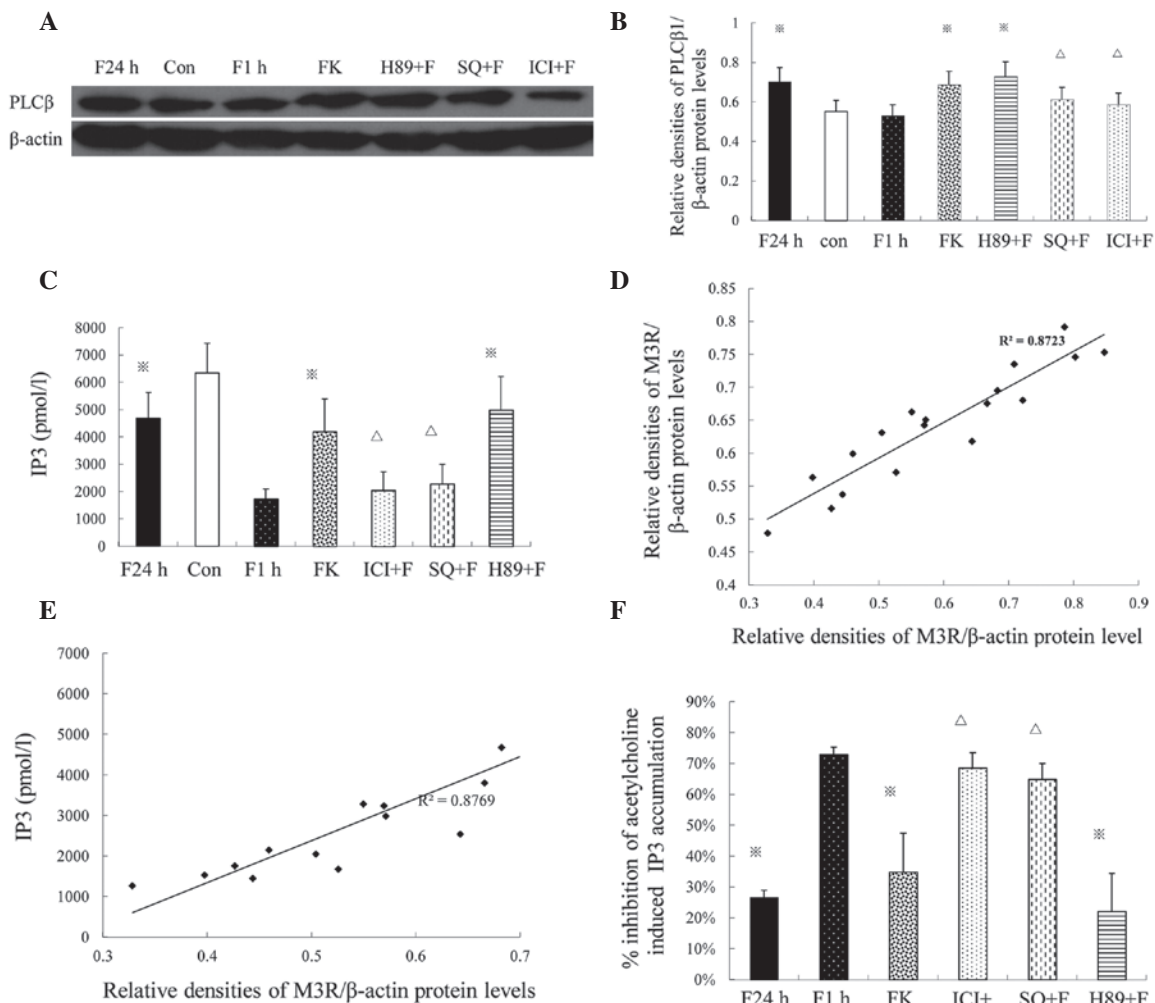 A
F24 h Con F1 h FK H89+F SQ+F ICI+F
PLCβ
β-actin
B
Relative densities of PLCβ1/
β-actin protein levels
1
0.8
0.6
0.4
0.2
0
※ ※ ※ △ △
F24 h con F1 h FK H89+F SQ+F ICI+F
C
IP3 (pmol/l)
8000
7000
6000
5000
4000
3000
2000
1000
0
※ ※ △ △ ※
F24 h Con F1 h FK ICI+F SQ+F H89+F
D
Relative densities of M3R/
β-actin protein levels
0.85
0.8
0.75
0.7
0.65
0.6
0.55
0.5
0.45
0.4
R² = 0.8723
0.3 0.4 0.5 0.6 0.7 0.8 0.9
Relative densities of M3R/β-actin protein level
E
IP3 (pmol/l)
7000
6000
5000
4000
3000
2000
1000
0
R² = 0.8769
0.3 0.4 0.5 0.6 0.7
Relative densities of M3R/β-actin protein levels
F
% inhibition of acetylcholine
induced IP3 accumulation
90%
80%
70%
60%
50%
40%
30%
20%
10%
0%
※ ※ △ △ ※
F24 h F1 h FK ICI+ SQ+F H89+F